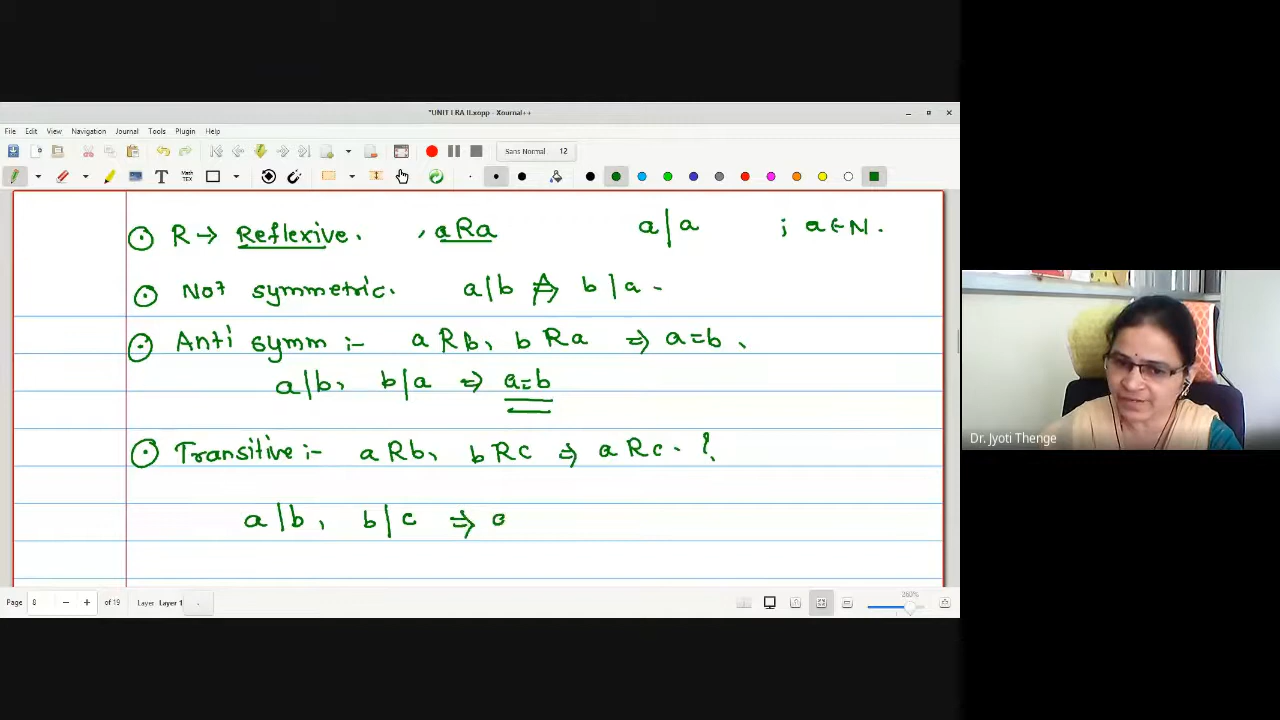 *UNIT I RA II.xopp - Xournal++
File Edit View Navigation Journal Tools Plugin Help
Sans Normal 12
⊙ R → Reflexive. , aRa a|a ; a∈N.
⊙ Not symmetric. a|b ⇏ b|a.
⊙ Anti symm :- aRb, bRa ⇒ a=b,
a|b, b|a ⇒ a=b
⊙ Transitive :- aRb, bRc ⇒ aRc. ?
a|b, b|c ⇒ a
Dr. Jyoti Thenge
Page 8 of 19 Layer Layer 1
260%